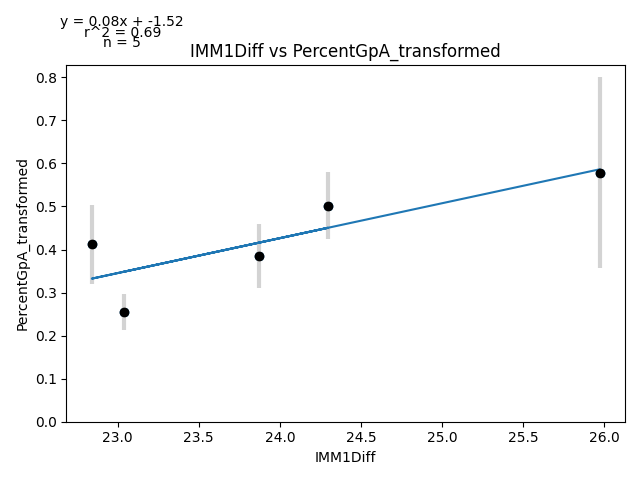 y = 0.08x + -1.52
r^2 = 0.69
n = 5
IMM1Diff vs PercentGpA_transformed
PercentGpA_transformed
0.8
0.7
0.6
0.5
0.4
0.3
0.2
0.1
0.0
23.0 23.5 24.0 24.5 25.0 25.5 26.0
IMM1Diff